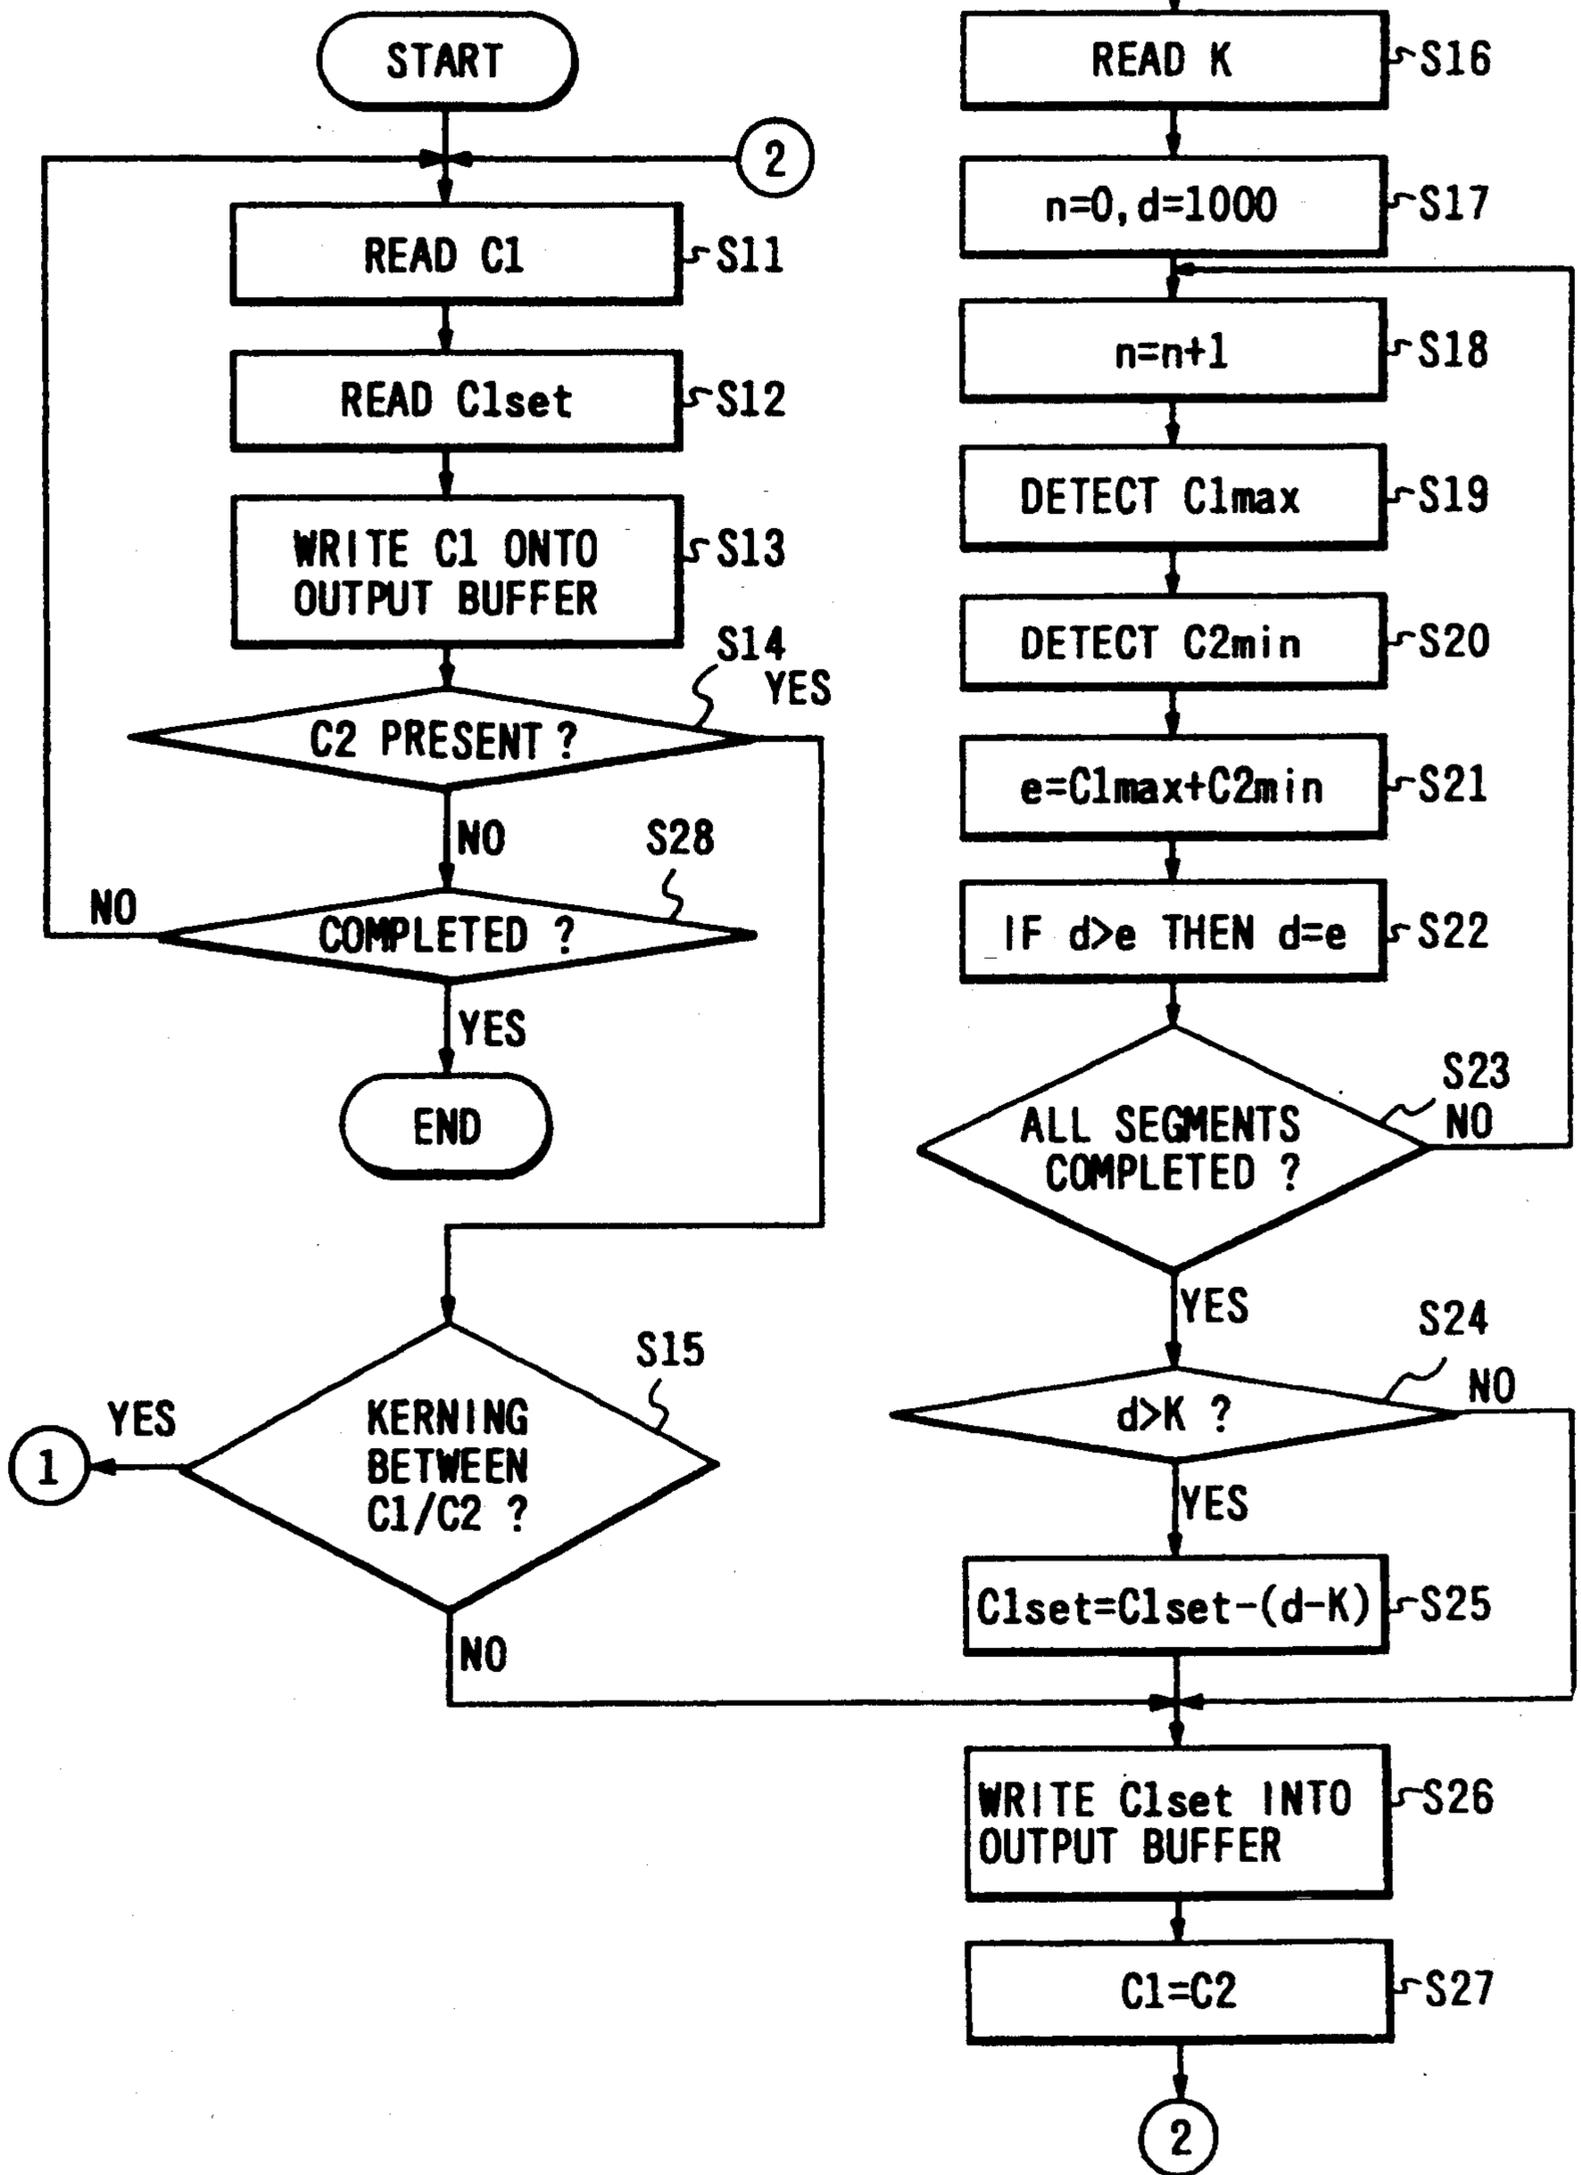 START
2
READ C1
S11
READ C1set
S12
WRITE C1 ONTO
OUTPUT BUFFER
S13
S14
YES
C2 PRESENT ?
NO
S28
NO
COMPLETED ?
YES
END
S15
YES
1
KERNING
BETWEEN
C1/C2 ?
NO
READ K
S16
n=0,d=1000
S17
n=n+1
S18
DETECT C1max
S19
DETECT C2min
S20
e=C1max+C2min
S21
IF d>e THEN d=e
S22
S23
NO
ALL SEGMENTS
COMPLETED ?
YES
S24
NO
d>K ?
YES
C1set=C1set-(d-K)
S25
WRITE C1set INTO
OUTPUT BUFFER
S26
C1=C2
S27
2